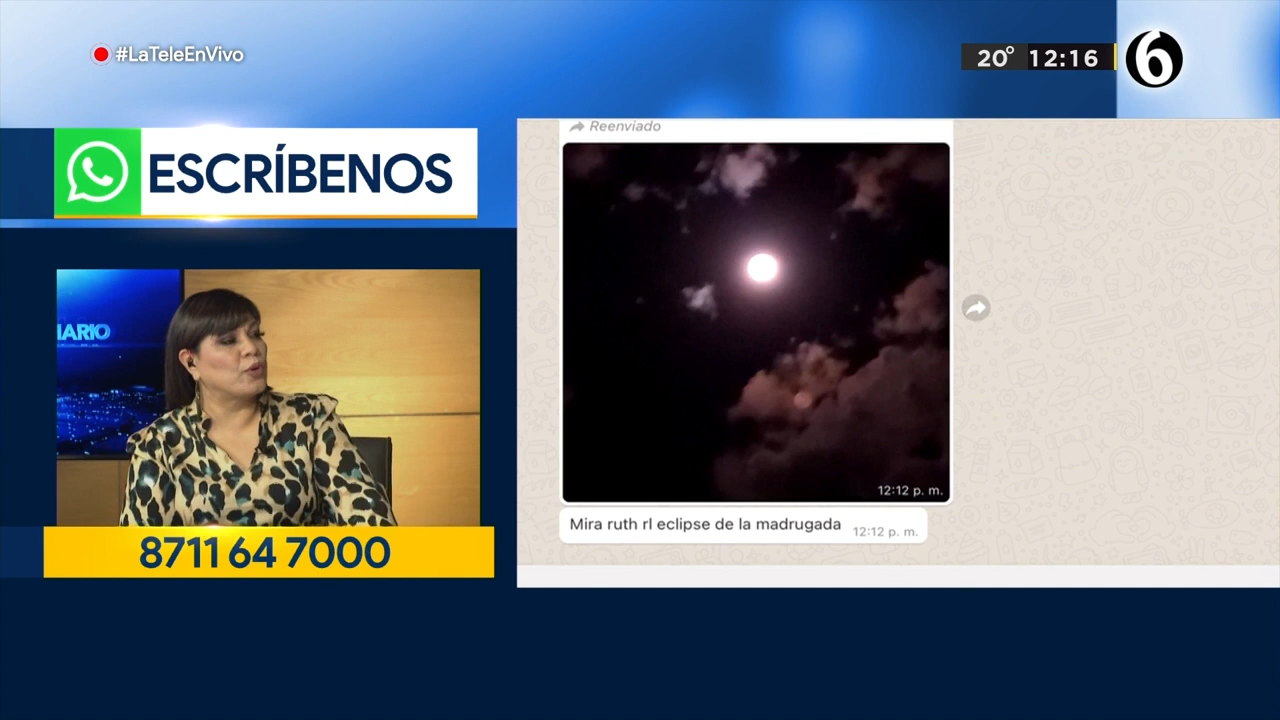 #LaTeleEnVivo
20° 12:16
6
ESCRÍBENOS
Reenviado
IARIO
12:12 p. m.
Mira ruth rl eclipse de la madrugada
12:12 p. m.
8711 64 7000